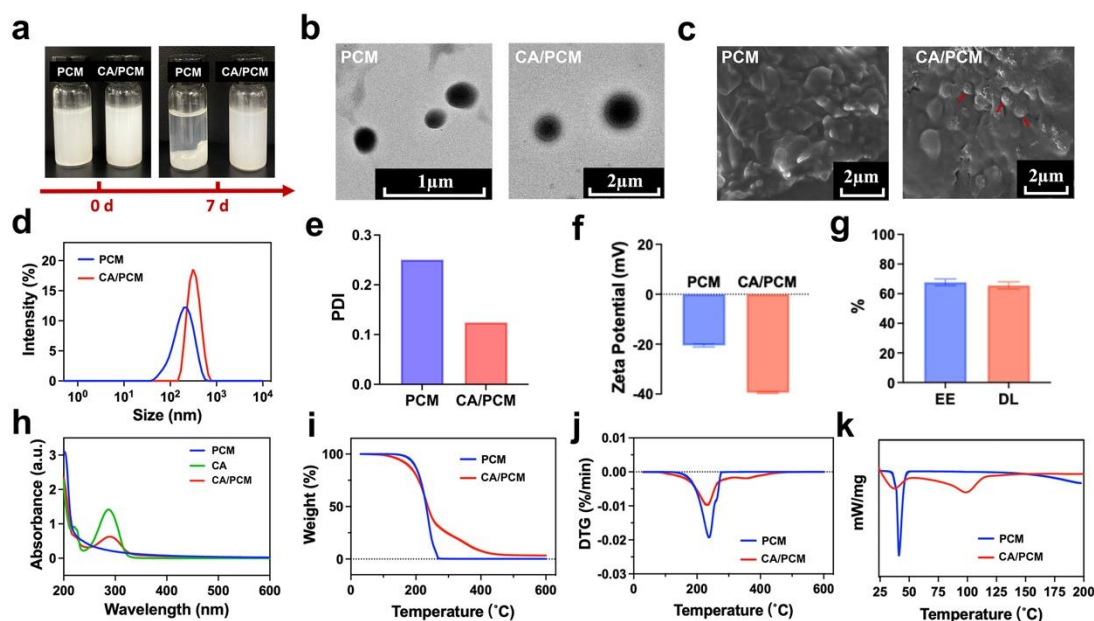 a
PCM CA/PCM
PCM CA/PCM
0 d
7 d
b
PCM
1μm
CA/PCM
2μm
c
PCM
2μm
CA/PCM
2μm
d
Intensity (%)
20
15
10
5
0
PCM
CA/PCM
10⁰ 10¹ 10² 10³ 10⁴
Size (nm)
e
PDI
0.3
0.2
0.1
0.0
PCM CA/PCM
f
Zeta Potential (mV)
20
0
-20
-40
PCM CA/PCM
g
%
100
80
60
40
20
0
EE DL
h
Absorbance (a.u.)
3
2
1
0
PCM
CA
CA/PCM
200 300 400 500 600
Wavelength (nm)
i
Weight (%)
100
50
0
PCM
CA/PCM
0 200 400 600
Temperature (˚C)
j
DTG (%/min)
0.01
0.00
-0.01
-0.02
-0.03
PCM
CA/PCM
0 200 400 600
Temperature (˚C)
k
mW/mg
PCM
CA/PCM
25 50 100 150 200
Temperature (˚C)